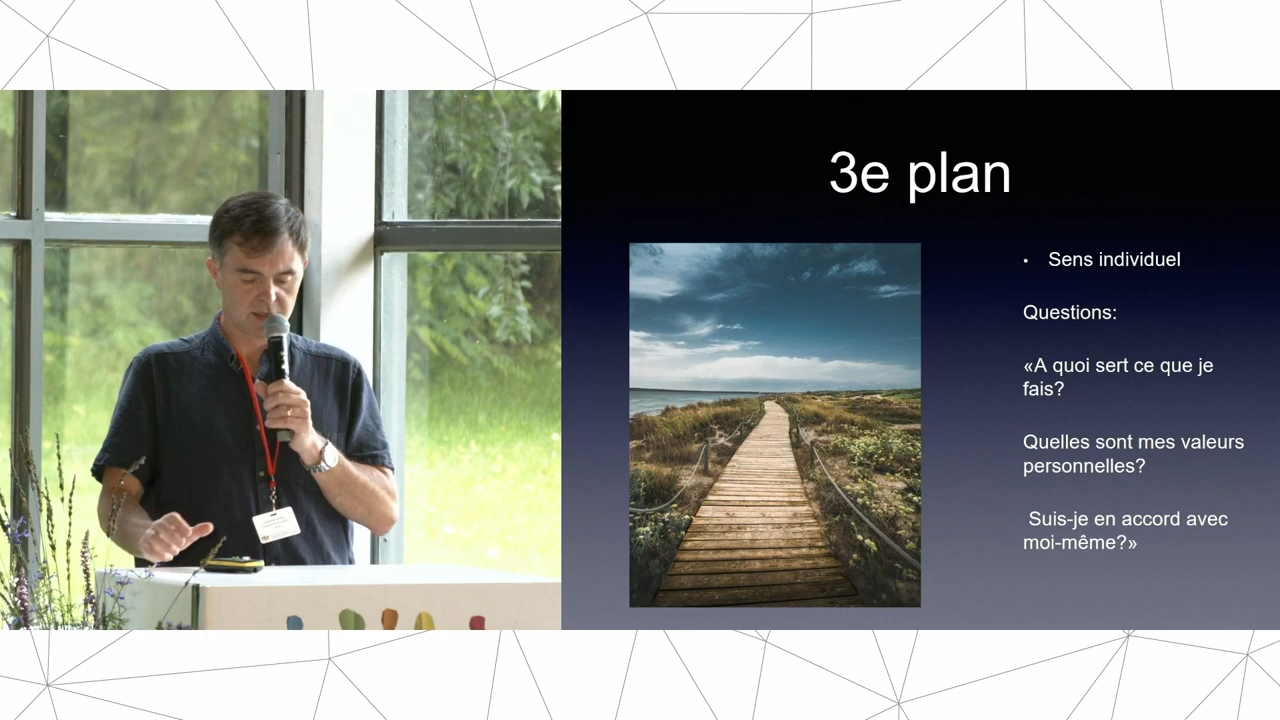 3e plan
• Sens individuel
Questions:
«A quoi sert ce que je
fais?
Quelles sont mes valeurs
personnelles?
Suis-je en accord avec
moi-même?»